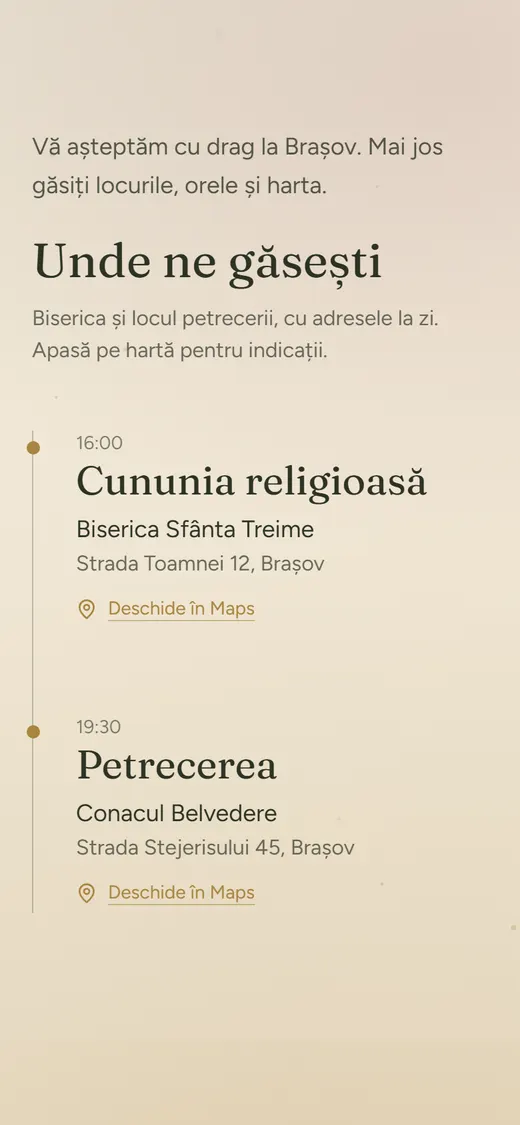 Vă așteptăm cu drag la Brașov. Mai jos
găsiți locurile, orele și harta.
Unde ne găsești
Biserica și locul petrecerii, cu adresele la zi.
Apasă pe hartă pentru indicații.
16:00
Cununia religioasă
Biserica Sfânta Treime
Strada Toamnei 12, Brașov
Deschide în Maps
19:30
Petrecerea
Conacul Belvedere
Strada Stejerisului 45, Brașov
Deschide în Maps